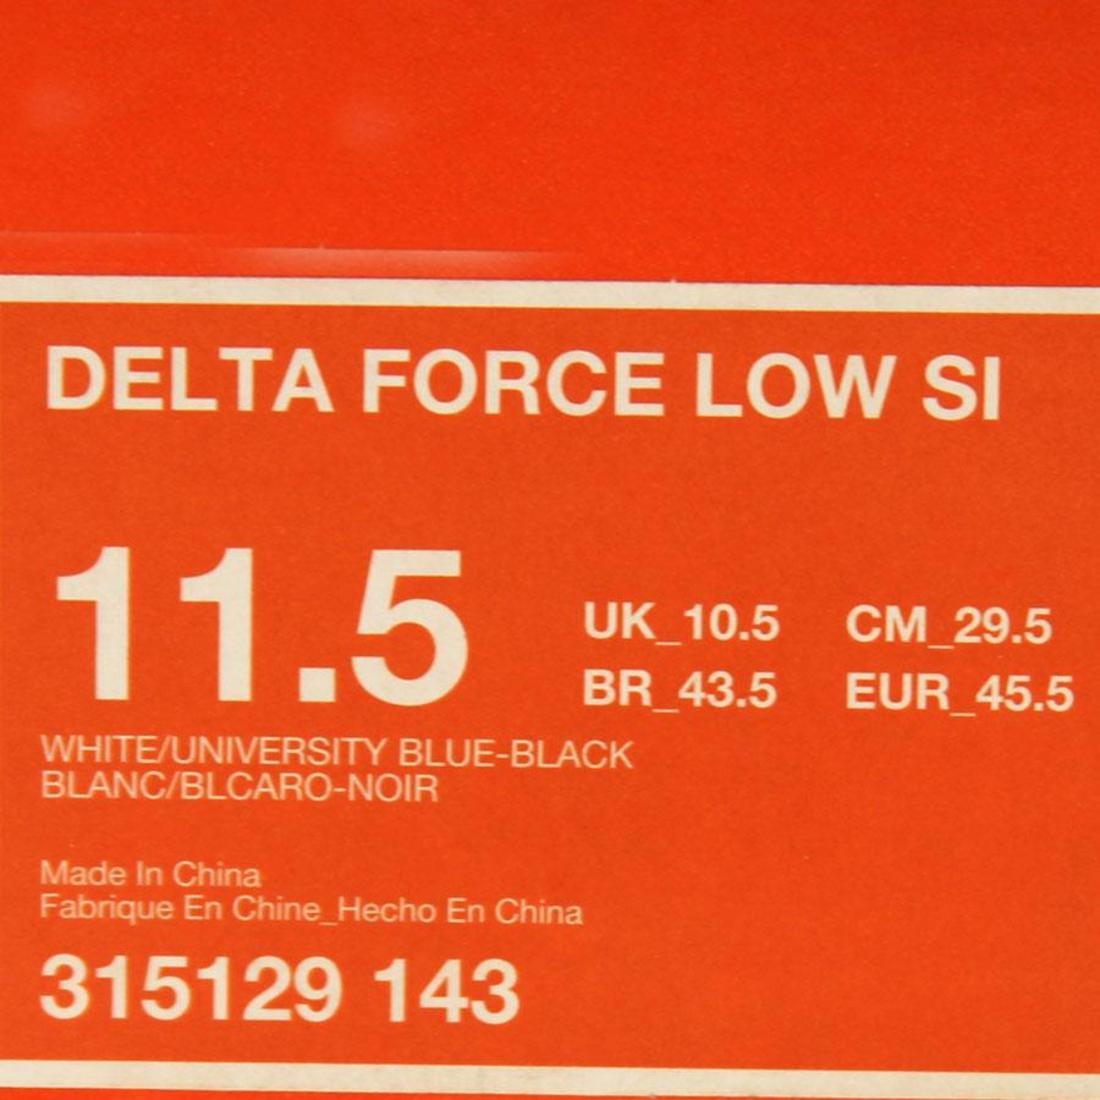 DELTA FORCE LOW SI
11.5
UK_10.5 CM_29.5
BR_43.5 EUR_45.5
WHITE/UNIVERSITY BLUE-BLACK
BLANC/BLCARO-NOIR
Made In China
Fabrique En Chine_Hecho En China
315129 143